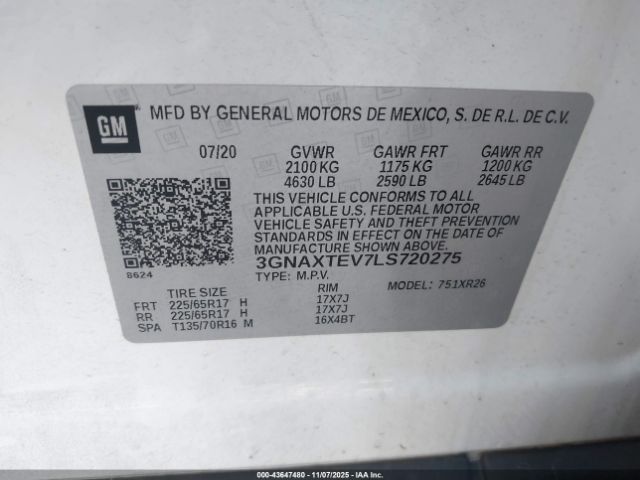 GM
MFD BY GENERAL MOTORS DE MEXICO, S. DE R.L. DE C.V.
07/20 GVWR GAWR FRT GAWR RR
2100 KG 1175 KG 1200 KG
4630 LB 2590 LB 2645 LB
THIS VEHICLE CONFORMS TO ALL
APPLICABLE U.S. FEDERAL MOTOR
VEHICLE SAFETY AND THEFT PREVENTION
STANDARDS IN EFFECT ON THE DATE OF
MANUFACTURE SHOWN ABOVE.
3GNAXTEV7LS720275
8624
TYPE: M.P.V. MODEL: 751XR26
TIRE SIZE RIM
FRT 225/65R17 H 17X7J
RR 225/65R17 H 17X7J
SPA T135/70R16 M 16X4BT
000-43647480 - 11/07/2025 - IAA Inc.